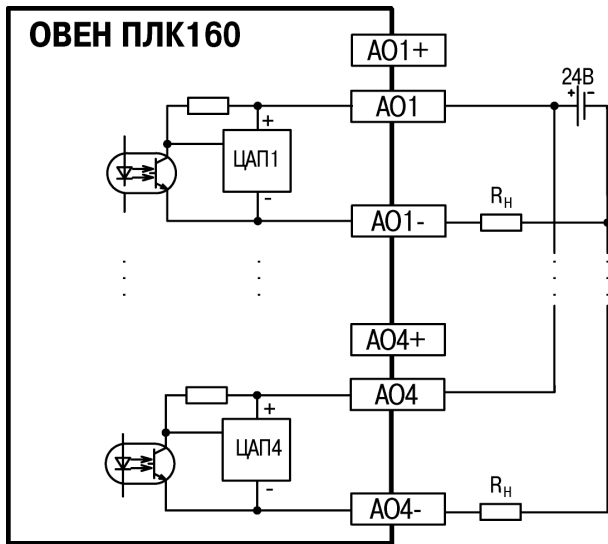 ОВЕН ПЛК160
AO1+
24В
+ -
AO1
+
ЦАП1
-
AO1-
Rн
AO4+
AO4
+
ЦАП4
-
AO4-
Rн